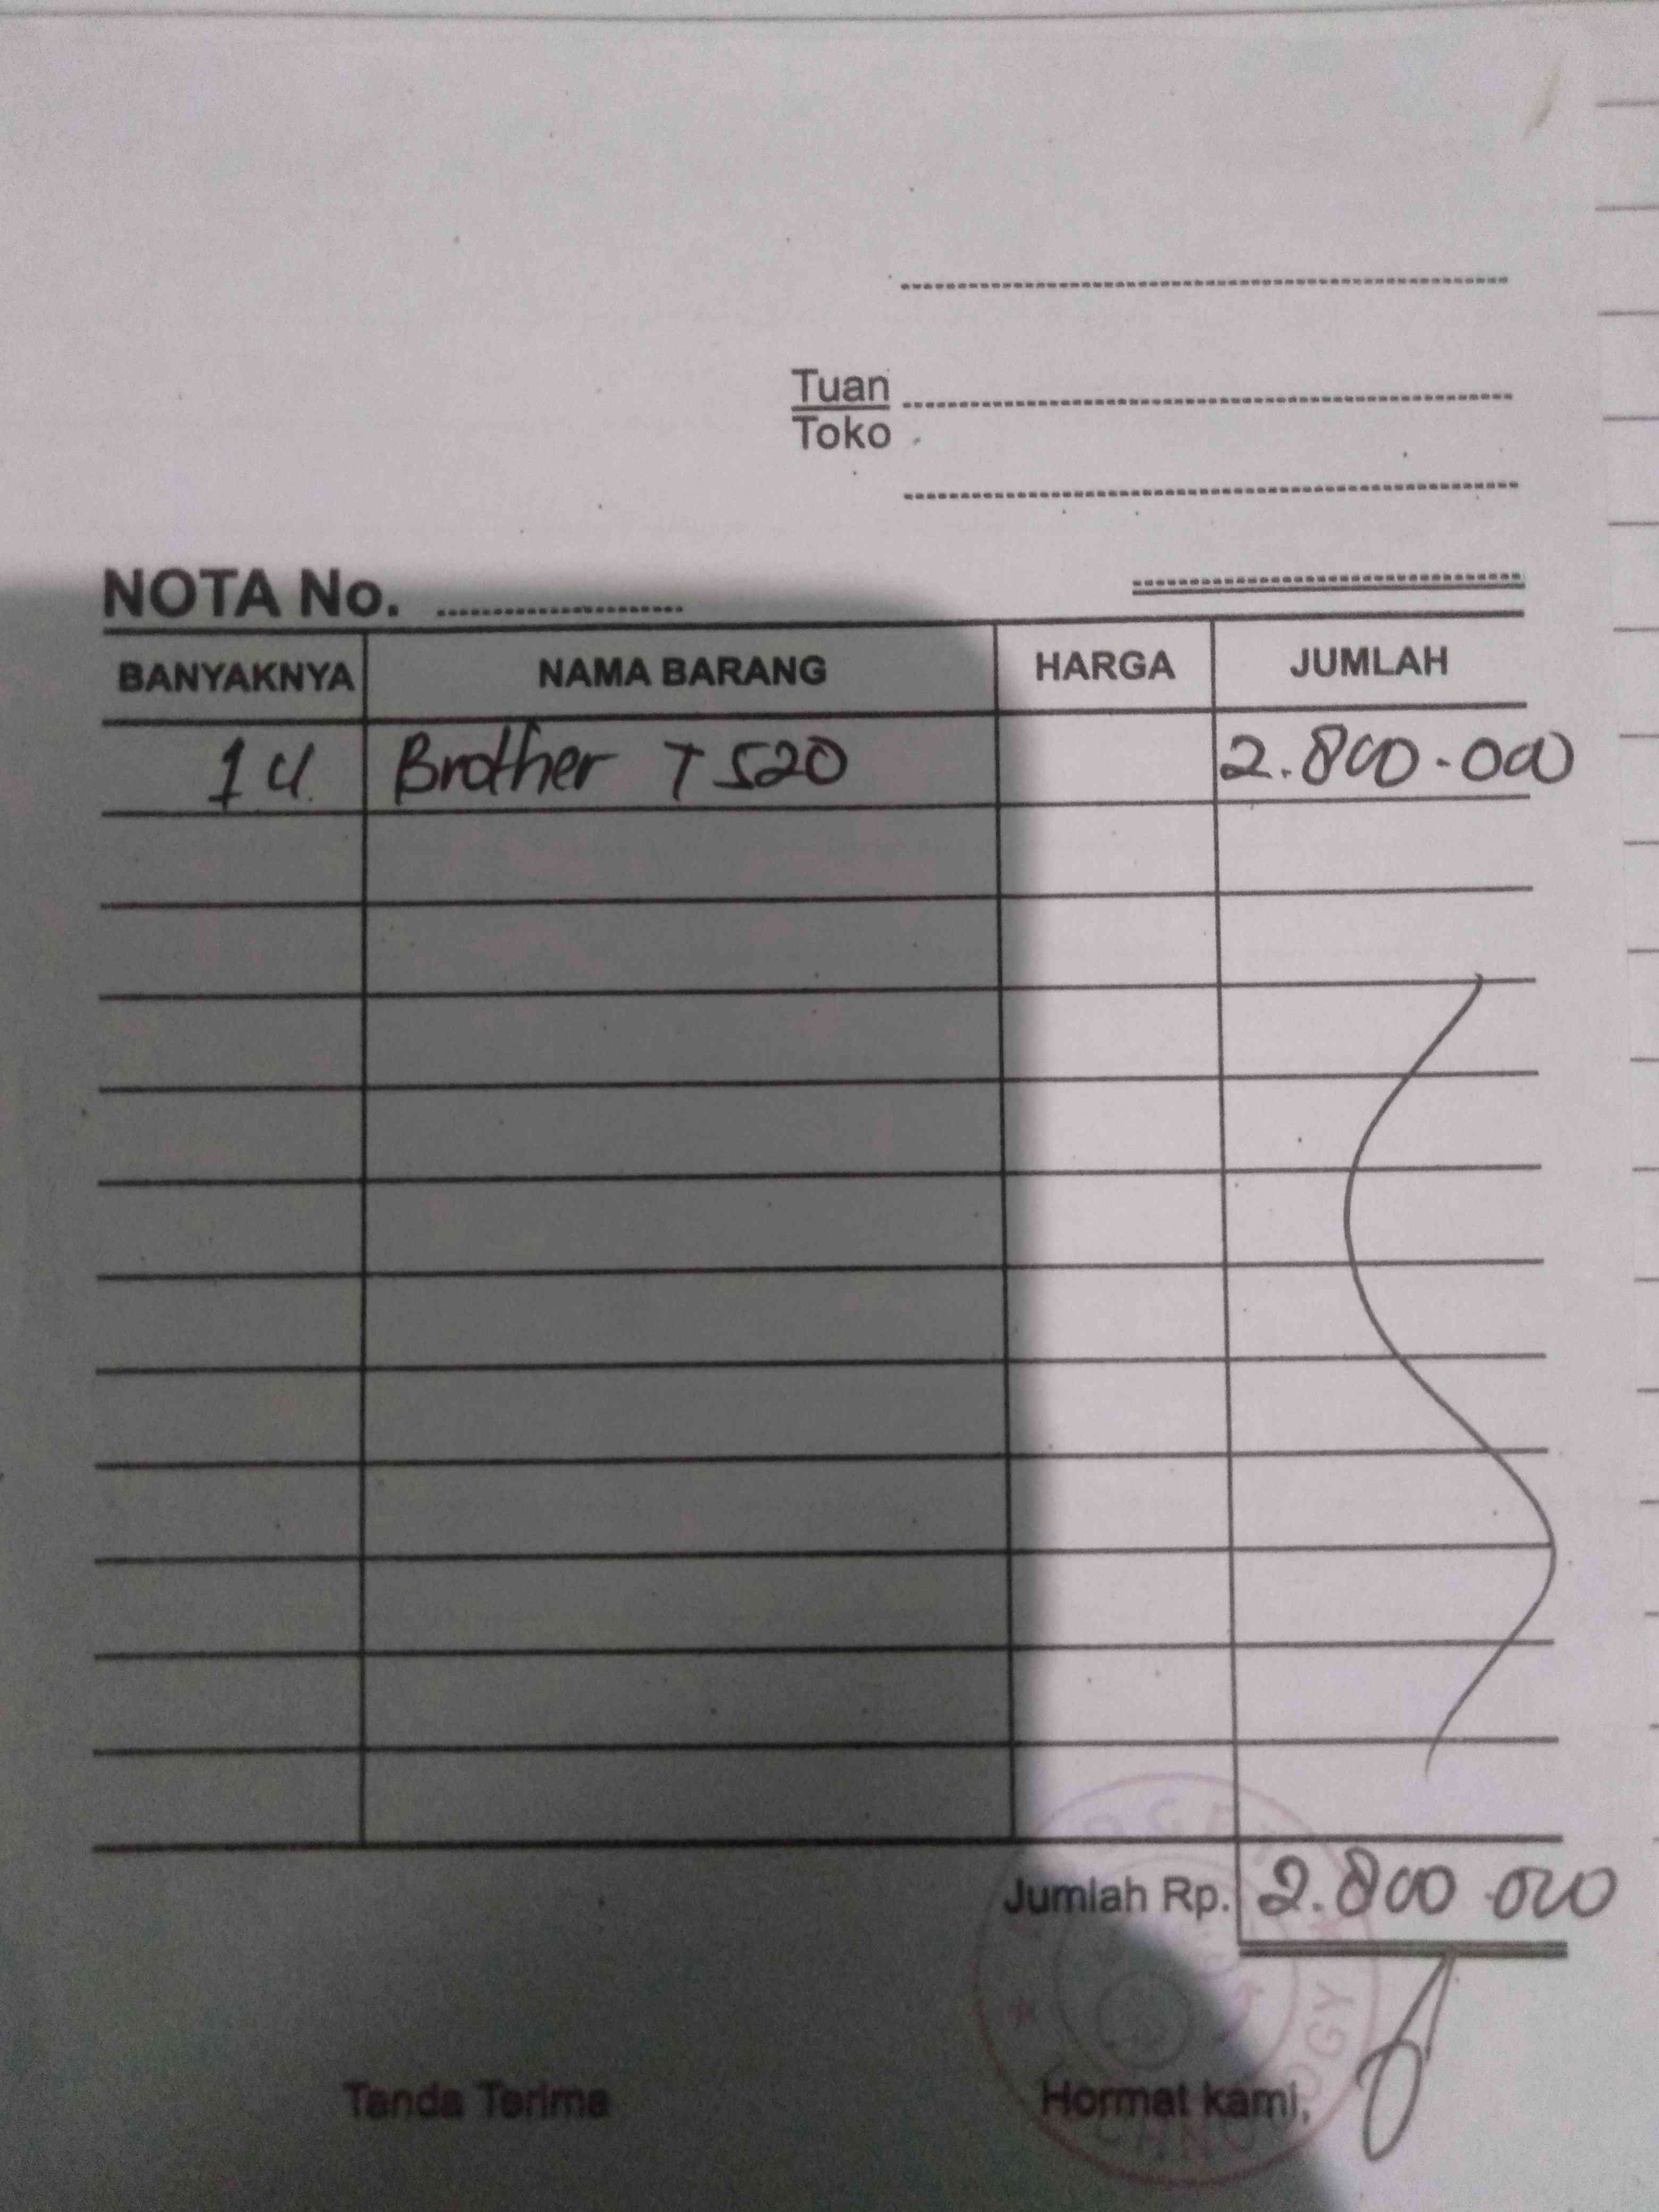 Tuan
Toko
NOTA No.
BANYAKNYA NAMA BARANG HARGA JUMLAH
1 U. Brother T520 2.800.000
Jumlah Rp. 2.800.000
Tanda Terima Hormat kami,